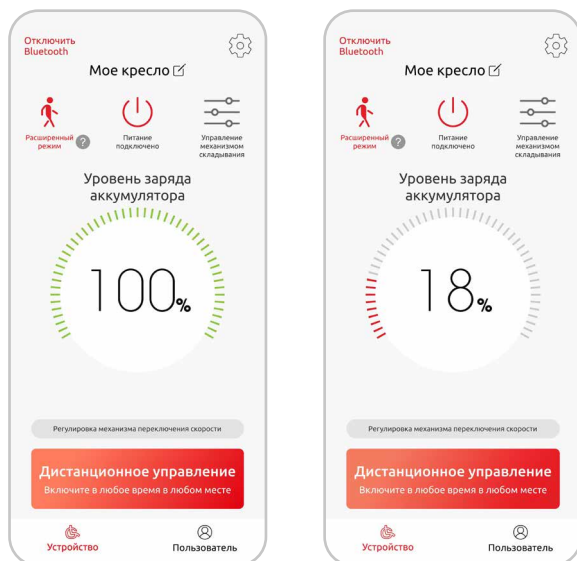 Отключить
Bluetooth
Мое кресло
Расширенный
режим
?
Питание
подключено
Управление
механизмом
складывания
Уровень заряда
аккумулятора
100%
Регулировка механизма переключения скорости
Дистанционное управление
Включите в любое время в любом месте
Устройство
Пользователь
Отключить
Bluetooth
Мое кресло
Расширенный
режим
?
Питание
подключено
Управление
механизмом
складывания
Уровень заряда
аккумулятора
18%
Регулировка механизма переключения скорости
Дистанционное управление
Включите в любое время в любом месте
Устройство
Пользователь